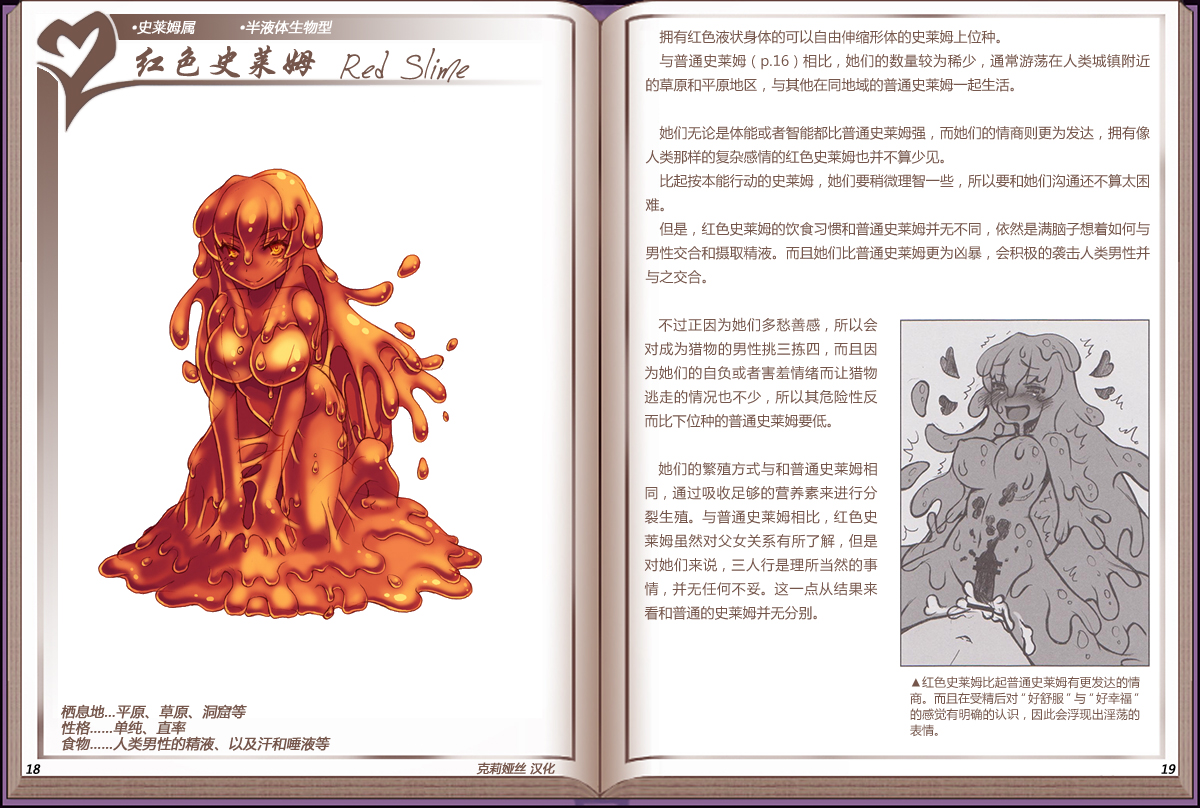 •史莱姆属 •半液体生物型
红色史莱姆 Red Slime
栖息地...平原、草原、洞窟等
性格......单纯、直率
食物......人类男性的精液、以及汗和唾液等
18
克莉娅丝 汉化
拥有红色液状身体的可以自由伸缩形体的史莱姆上位种。
与普通史莱姆（p.16）相比，她们的数量较为稀少，通常游荡在人类城镇附近
的草原和平原地区，与其他在同地域的普通史莱姆一起生活。
她们无论是体能或者智能都比普通史莱姆强，而她们的情商则更为发达，拥有像
人类那样的复杂感情的红色史莱姆也并不算少见。
比起按本能行动的史莱姆，她们要稍微理智一些，所以要和她们沟通还不算太困
难。
但是，红色史莱姆的饮食习惯和普通史莱姆并无不同，依然是满脑子想着如何与
男性交合和摄取精液。而且她们比普通史莱姆更为凶暴，会积极的袭击人类男性并
与之交合。
不过正因为她们多愁善感，所以会
对成为猎物的男性挑三拣四，而且因
为她们的自负或者害羞情绪而让猎物
逃走的情况也不少，所以其危险性反
而比下位种的普通史莱姆要低。
她们的繁殖方式与和普通史莱姆相
同，通过吸收足够的营养素来进行分
裂生殖。与普通史莱姆相比，红色史
莱姆虽然对父女关系有所了解，但是
对她们来说，三人行是理所当然的事
情，并无任何不妥。这一点从结果来
看和普通的史莱姆并无分别。
▲红色史莱姆比起普通史莱姆有更发达的情
商。而且在受精后对“好舒服”与“好幸福”
的感觉有明确的认识，因此会浮现出淫荡的
表情。
19